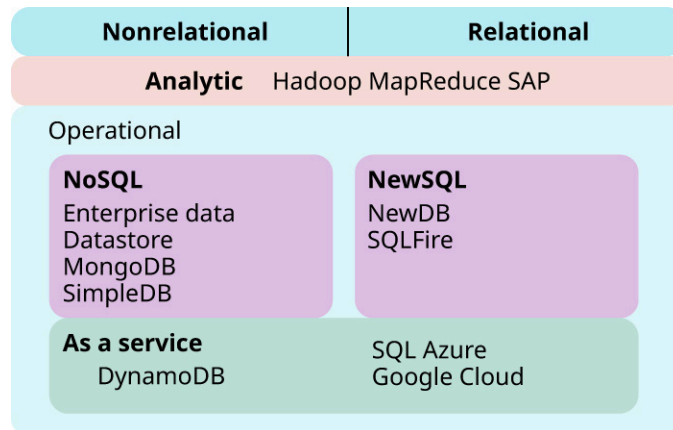 Nonrelational Relational
Analytic Hadoop MapReduce SAP
Operational
NoSQL
Enterprise data
Datastore
MongoDB
SimpleDB
NewSQL
NewDB
SQLFire
As a service
DynamoDB
SQL Azure
Google Cloud